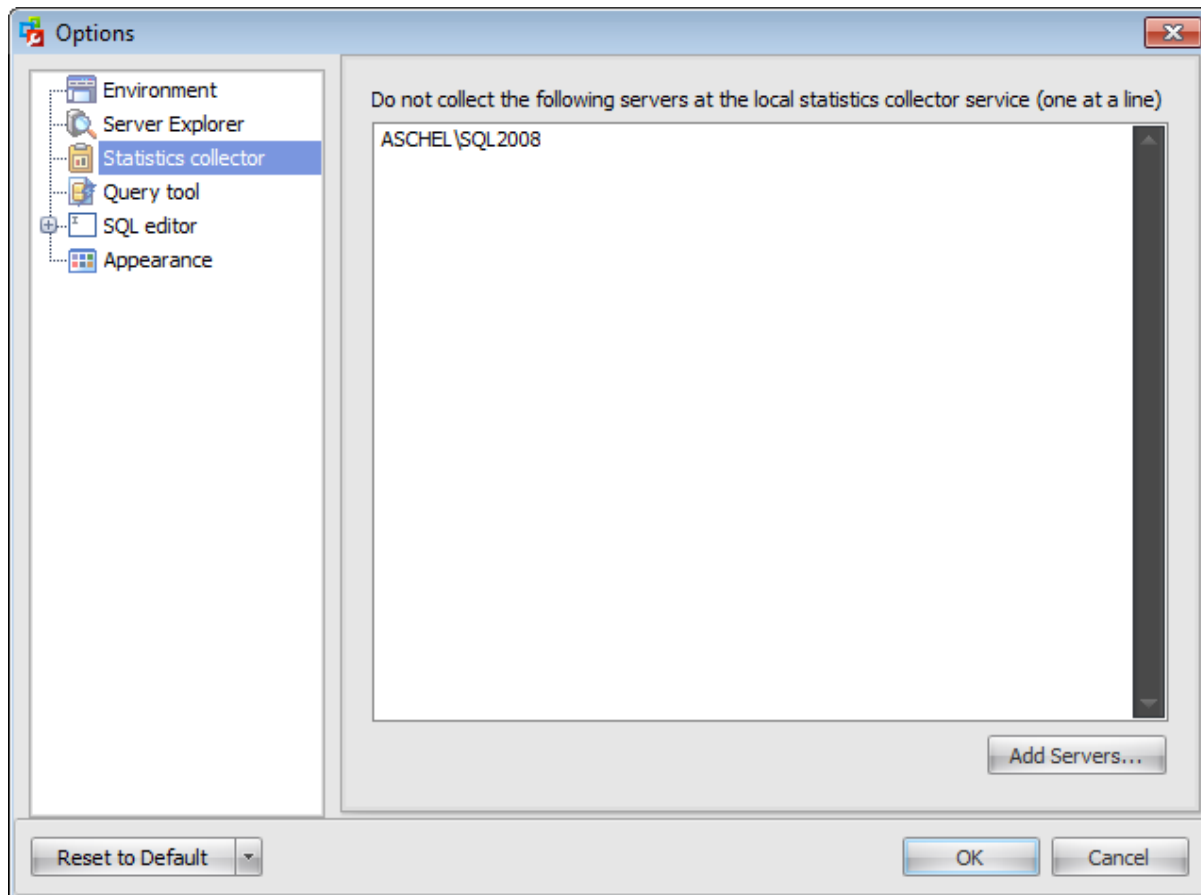 Options
Environment
Server Explorer
Statistics collector
Query tool
SQL editor
Appearance
Do not collect the following servers at the local statistics collector service (one at a line)
ASCHEL\SQL2008
Add Servers...
Reset to Default
OK
Cancel